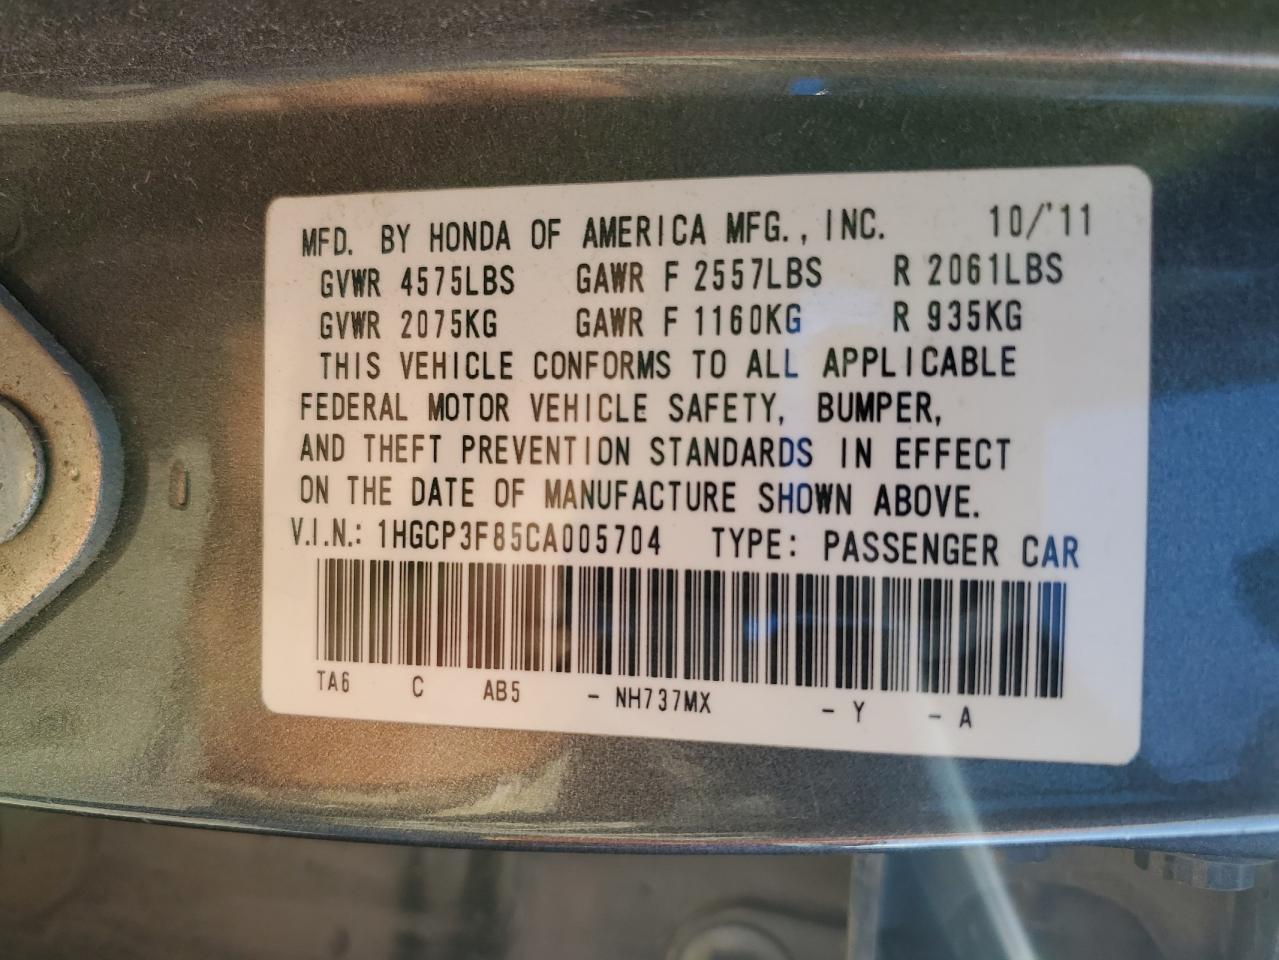 MFD. BY HONDA OF AMERICA MFG., INC. 10/'11
GVWR 4575LBS GAWR F 2557LBS R 2061LBS
GVWR 2075KG GAWR F 1160KG R 935KG
THIS VEHICLE CONFORMS TO ALL APPLICABLE
FEDERAL MOTOR VEHICLE SAFETY, BUMPER,
AND THEFT PREVENTION STANDARDS IN EFFECT
ON THE DATE OF MANUFACTURE SHOWN ABOVE.
V.I.N.: 1HGCP3F85CA005704 TYPE: PASSENGER CAR
TA6 C AB5 - NH737MX - Y - A